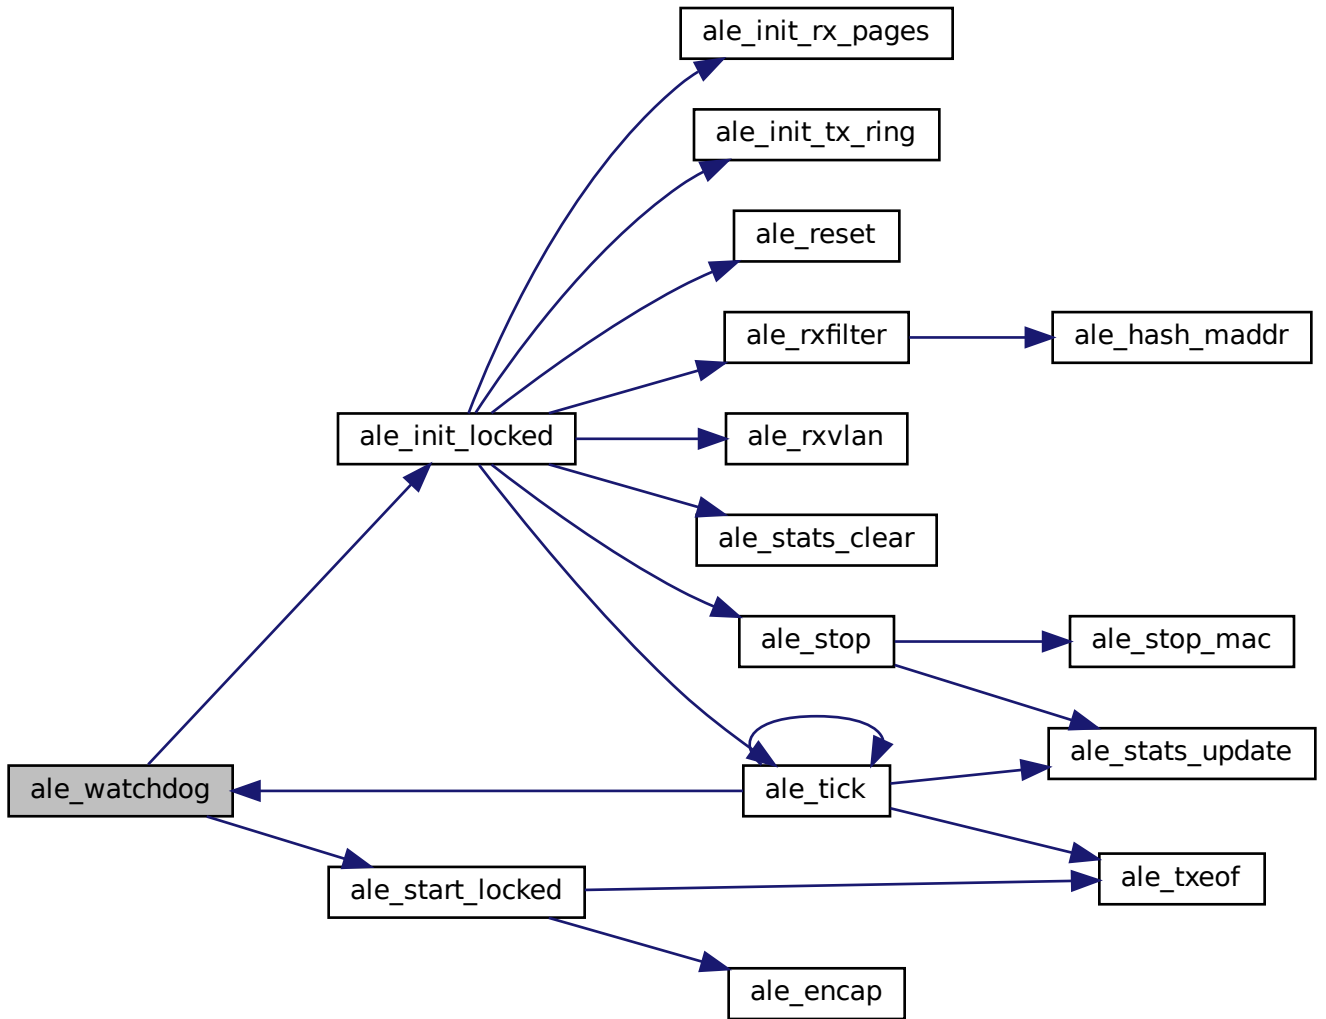 ale_init_rx_pages
ale_init_tx_ring
ale_reset
ale_rxfilter
ale_hash_maddr
ale_init_locked
ale_rxvlan
ale_stats_clear
ale_stop
ale_stop_mac
ale_stats_update
ale_watchdog
ale_tick
ale_txeof
ale_start_locked
ale_encap